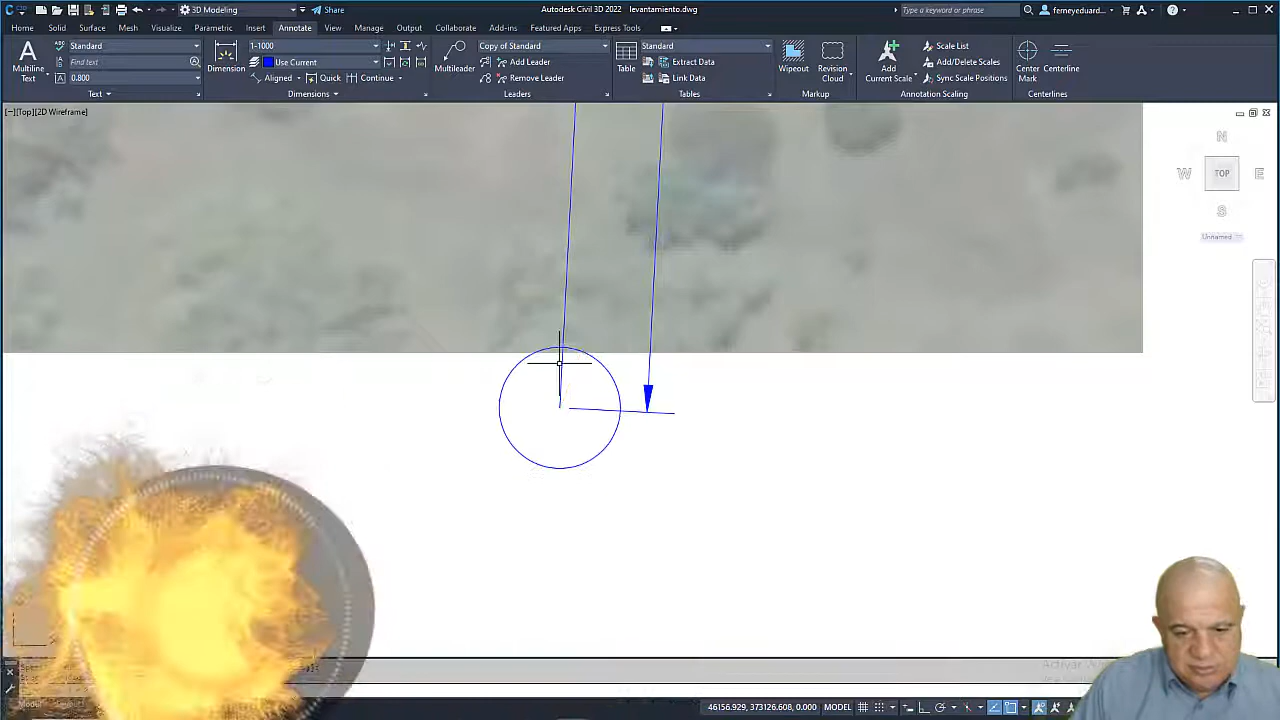 3D Modeling
Share
Autodesk Civil 3D 2022 levantamiento.dwg
Type a keyword or phrase
ferneyeduard...
Home Solid Surface Mesh Visualize Parametric Insert Annotate View Manage Output Collaborate Add-ins Featured Apps Express Tools
Multiline
Text
Standard
Find text
0.800
Text
Dimension
1-1000
Use Current
Aligned Quick Continue
Dimensions
Multileader
Copy of Standard
Add Leader
Remove Leader
Leaders
Table
Standard
Extract Data
Link Data
Tables
Wipeout
Revision
Cloud
Markup
Add
Current Scale
Scale List
Add/Delete Scales
Sync Scale Positions
Annotation Scaling
Center
Mark
Centerline
Centerlines
[−][Top][2D Wireframe]
N
W TOP E
S
Unnamed
46156.929, 373126.608, 0.000 MODEL